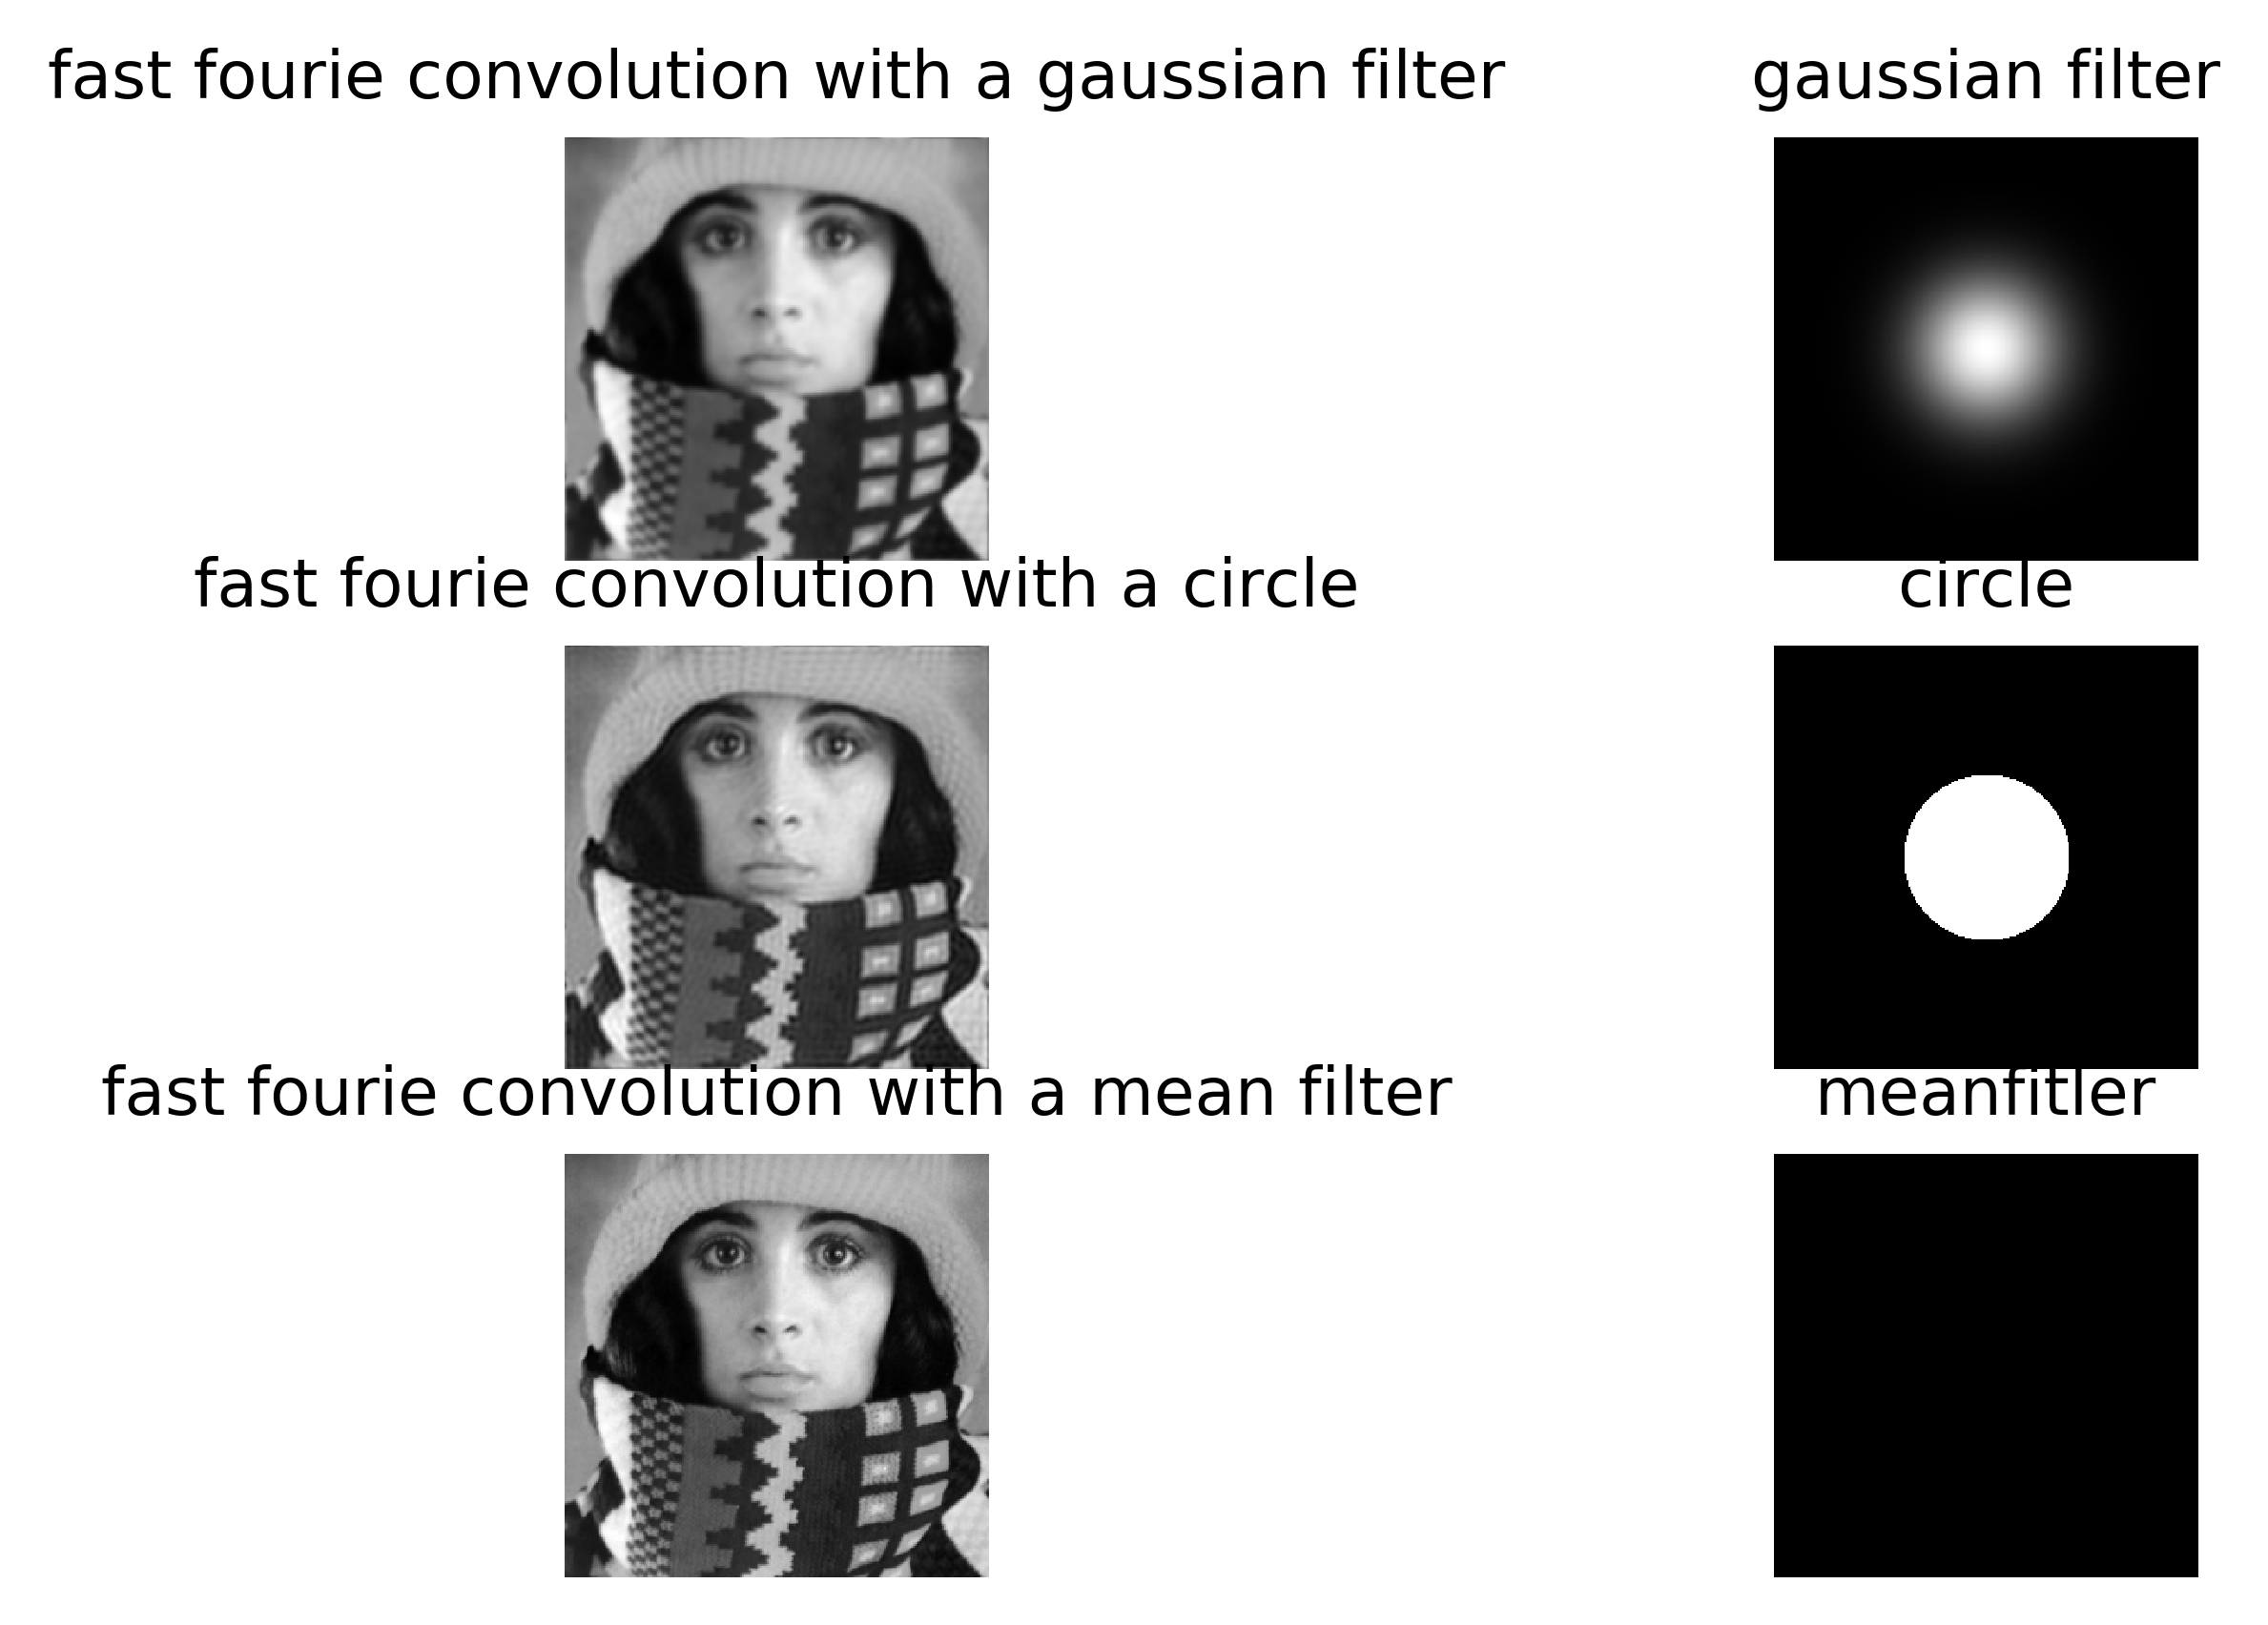 fast fourie convolution with a gaussian filter
gaussian filter
fast fourie convolution with a circle
circle
fast fourie convolution with a mean filter
meanfitler